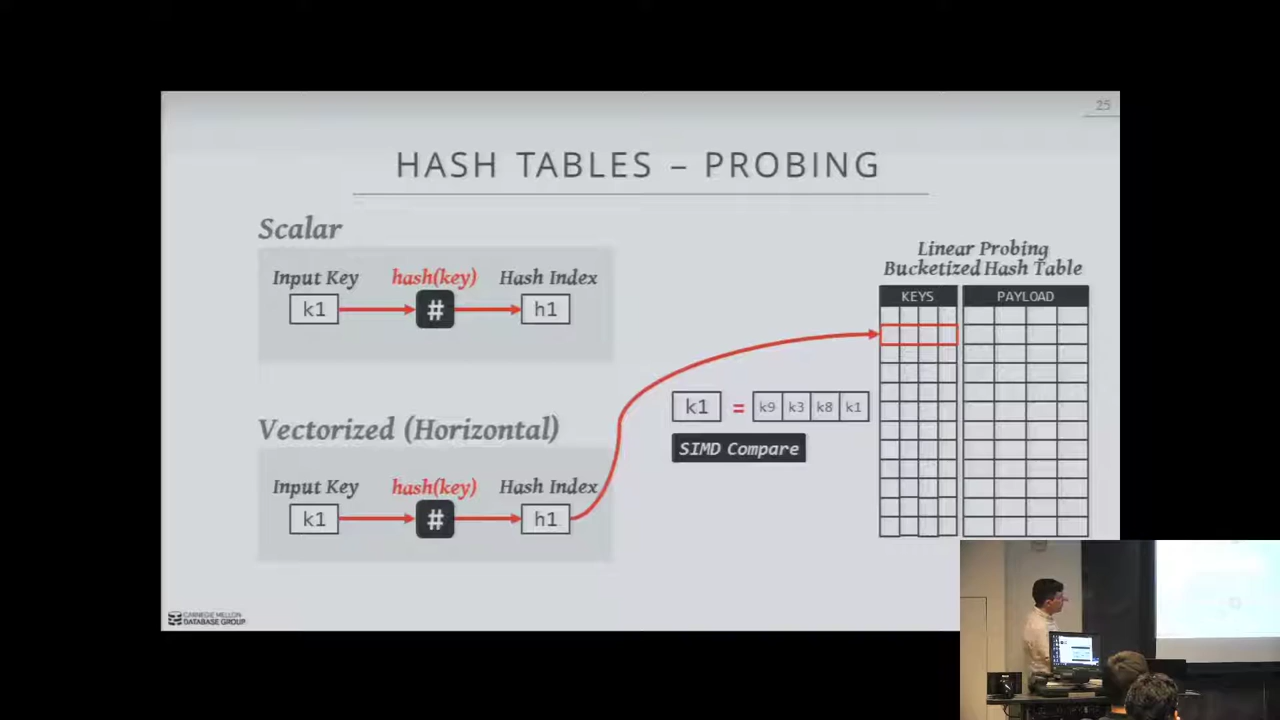 25
HASH TABLES – PROBING
Scalar
Input Key hash(key) Hash Index
k1 # h1
Vectorized (Horizontal)
Input Key hash(key) Hash Index
k1 # h1
k1 = k9 k3 k8 k1
SIMD Compare
Linear Probing
Bucketized Hash Table
KEYS PAYLOAD
CARNEGIE MELLON
DATABASE GROUP